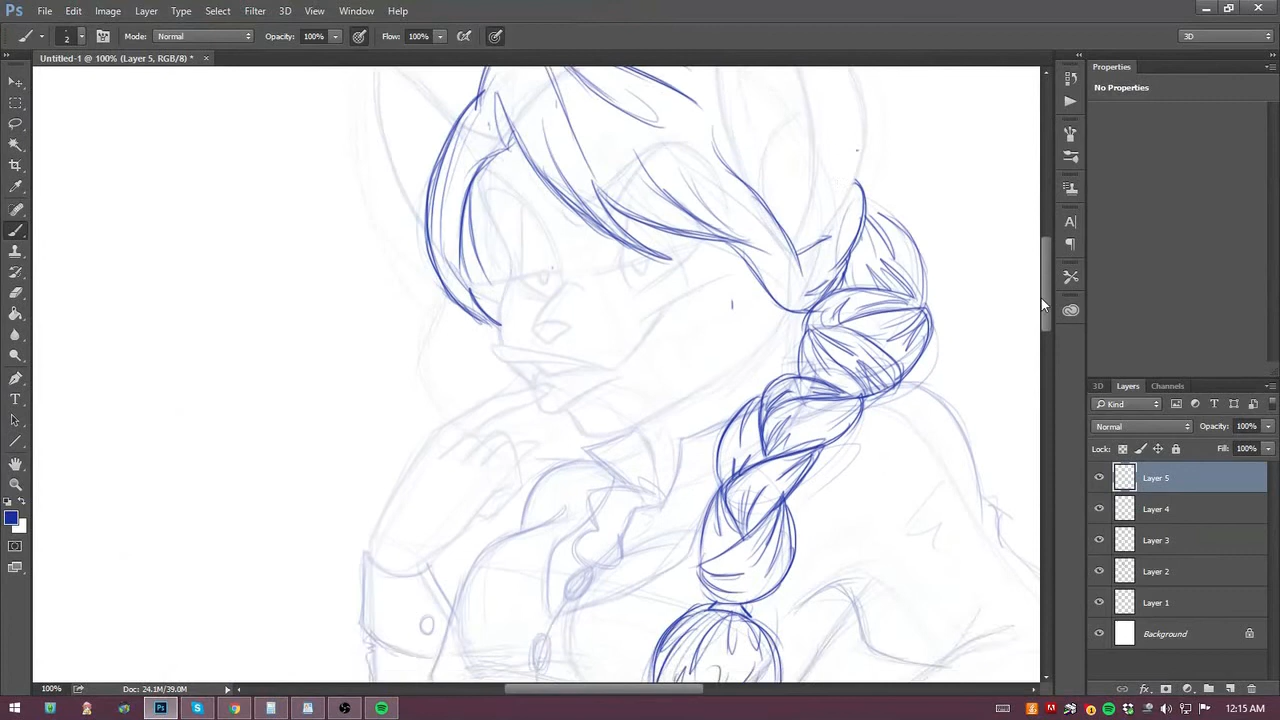 Ps File Edit Image Layer Type Select Filter 3D View Window Help
2 Mode: Normal Opacity: 100% Flow: 100% 3D
Untitled-1 @ 100% (Layer 5, RGB/8) * ×
Properties
No Properties
3D Layers Channels
Kind
Normal Opacity: 100%
Lock: Fill: 100%
Layer 5
Layer 4
Layer 3
Layer 2
Layer 1
Background
100% Doc: 24.1M/39.0M
12:15 AM